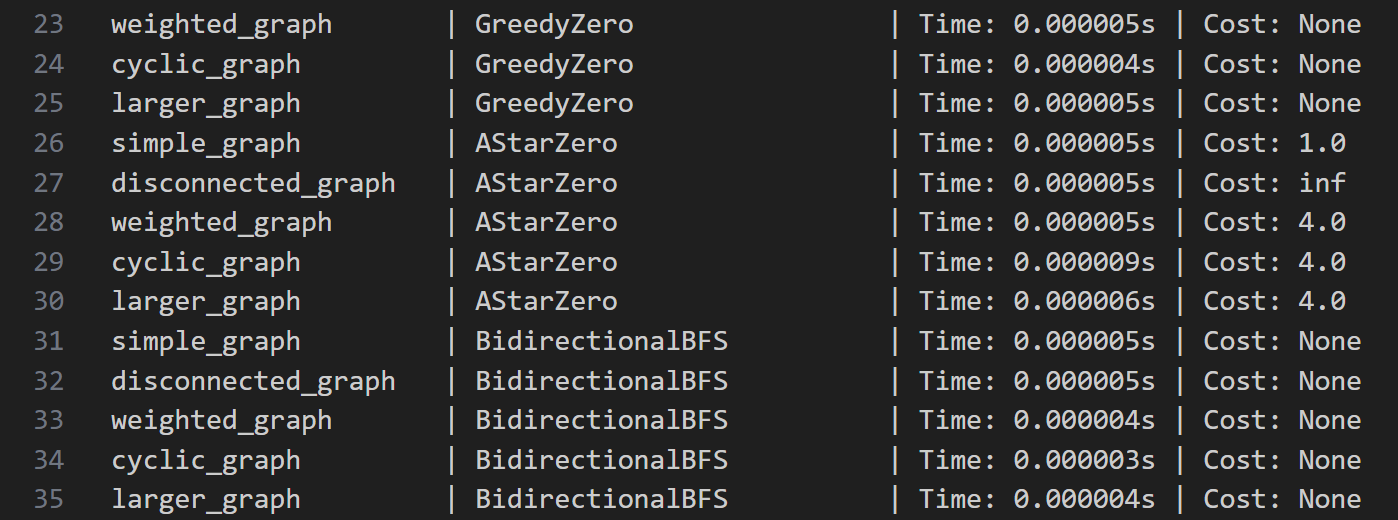 23 weighted_graph | GreedyZero | Time: 0.000005s | Cost: None
24 cyclic_graph | GreedyZero | Time: 0.000004s | Cost: None
25 larger_graph | GreedyZero | Time: 0.000005s | Cost: None
26 simple_graph | AStarZero | Time: 0.000005s | Cost: 1.0
27 disconnected_graph | AStarZero | Time: 0.000005s | Cost: inf
28 weighted_graph | AStarZero | Time: 0.000005s | Cost: 4.0
29 cyclic_graph | AStarZero | Time: 0.000009s | Cost: 4.0
30 larger_graph | AStarZero | Time: 0.000006s | Cost: 4.0
31 simple_graph | BidirectionalBFS | Time: 0.000005s | Cost: None
32 disconnected_graph | BidirectionalBFS | Time: 0.000005s | Cost: None
33 weighted_graph | BidirectionalBFS | Time: 0.000004s | Cost: None
34 cyclic_graph | BidirectionalBFS | Time: 0.000003s | Cost: None
35 larger_graph | BidirectionalBFS | Time: 0.000004s | Cost: None